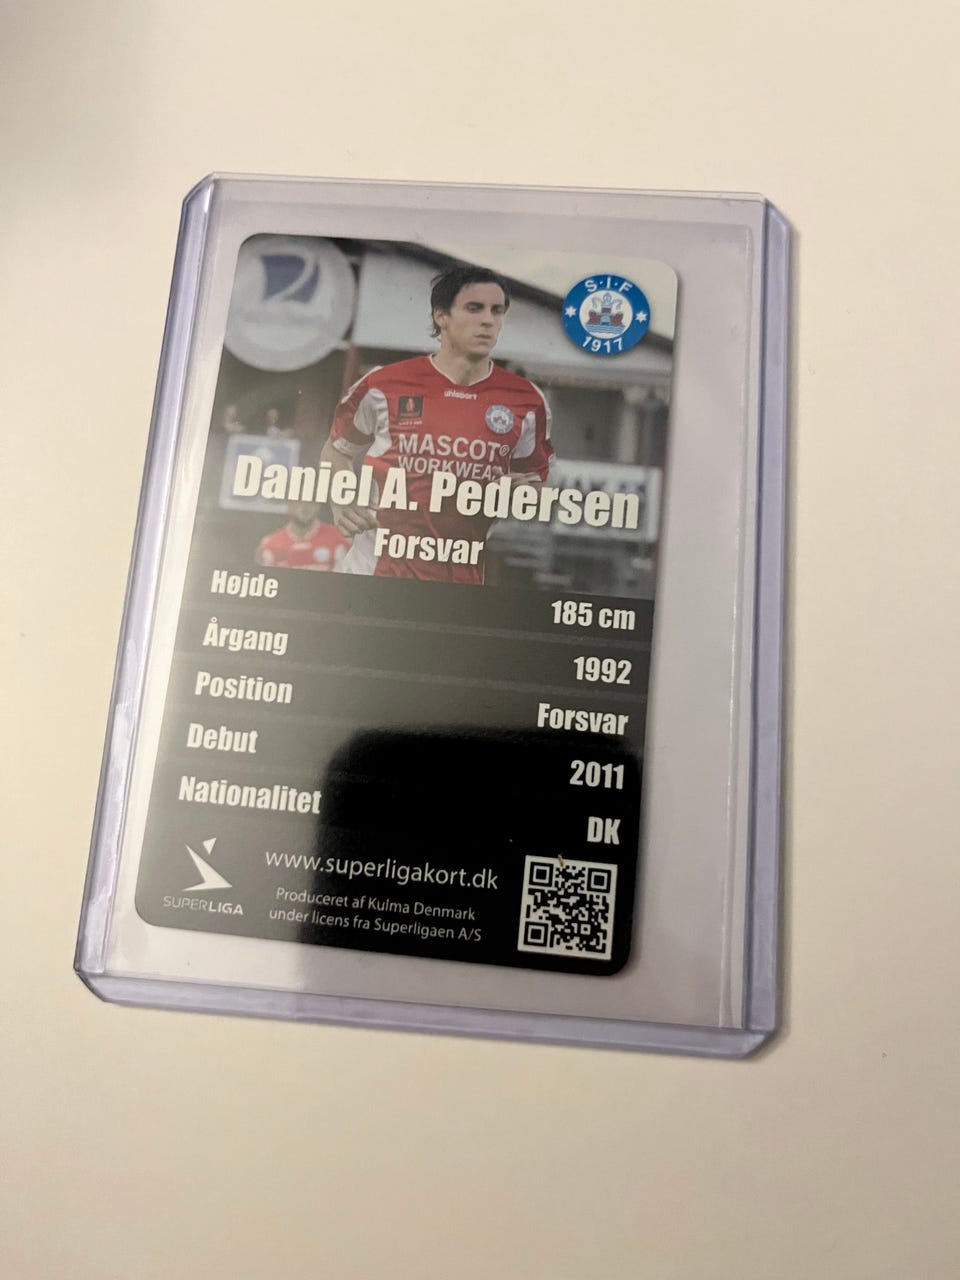 S·I·F
1917
uhlsport
MASCOT®
WORKWEAR
Daniel A. Pedersen
Forsvar
Højde 185 cm
Årgang 1992
Position Forsvar
Debut 2011
Nationalitet DK
www.superligakort.dk
Produceret af Kulma Denmark
under licens fra Superligaen A/S
SUPERLIGA